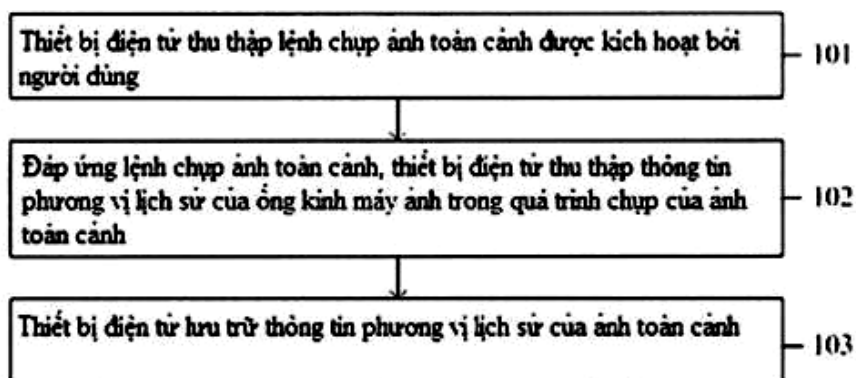 Thiết bị điện tử thu thập lệnh chụp ảnh toàn cảnh được kích hoạt bởi
người dùng
101
Đáp ứng lệnh chụp ảnh toàn cảnh, thiết bị điện tử thu thập thông tin
phương vị lịch sử của ống kính máy ảnh trong quá trình chụp của ảnh
toàn cảnh
102
Thiết bị điện tử lưu trữ thông tin phương vị lịch sử của ảnh toàn cảnh
103